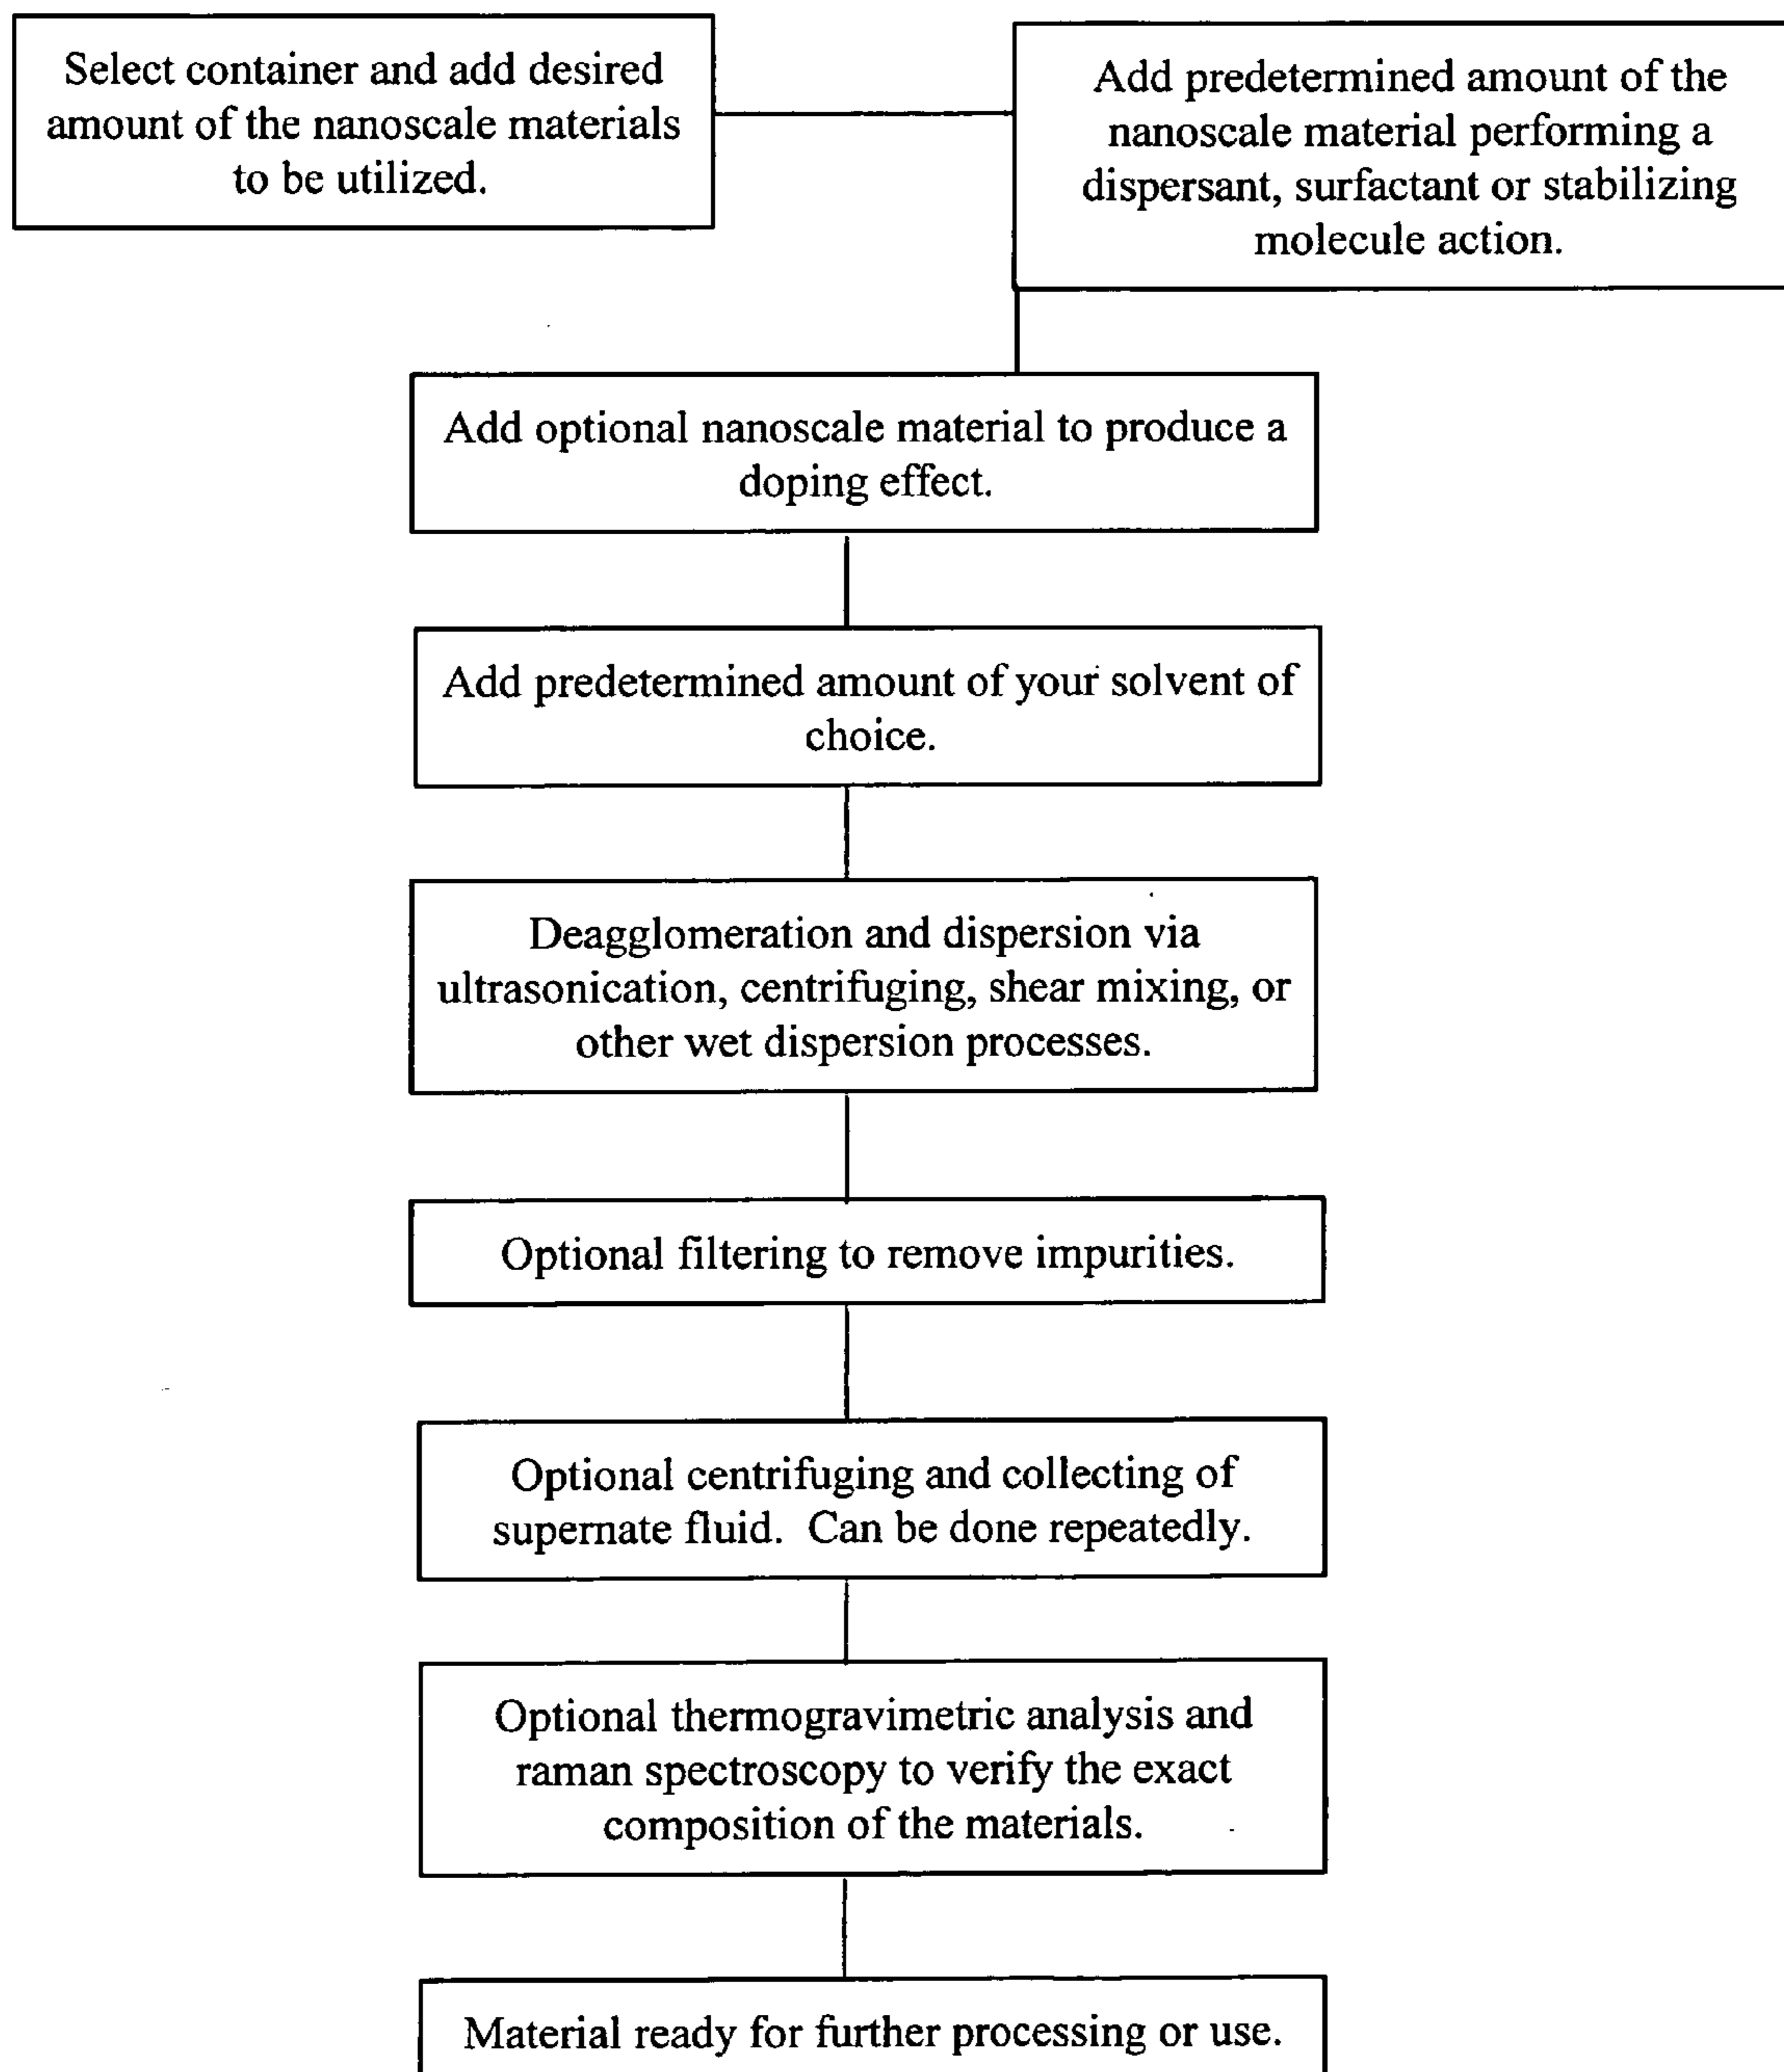 Select container and add desired
amount of the nanoscale materials
to be utilized.
Add predetermined amount of the
nanoscale material performing a
dispersant, surfactant or stabilizing
molecule action.
Add optional nanoscale material to produce a
doping effect.
Add predetermined amount of your solvent of
choice.
Deagglomeration and dispersion via
ultrasonication, centrifuging, shear mixing, or
other wet dispersion processes.
Optional filtering to remove impurities.
Optional centrifuging and collecting of
supernate fluid.  Can be done repeatedly.
Optional thermogravimetric analysis and
raman spectroscopy to verify the exact
composition of the materials.
Material ready for further processing or use.